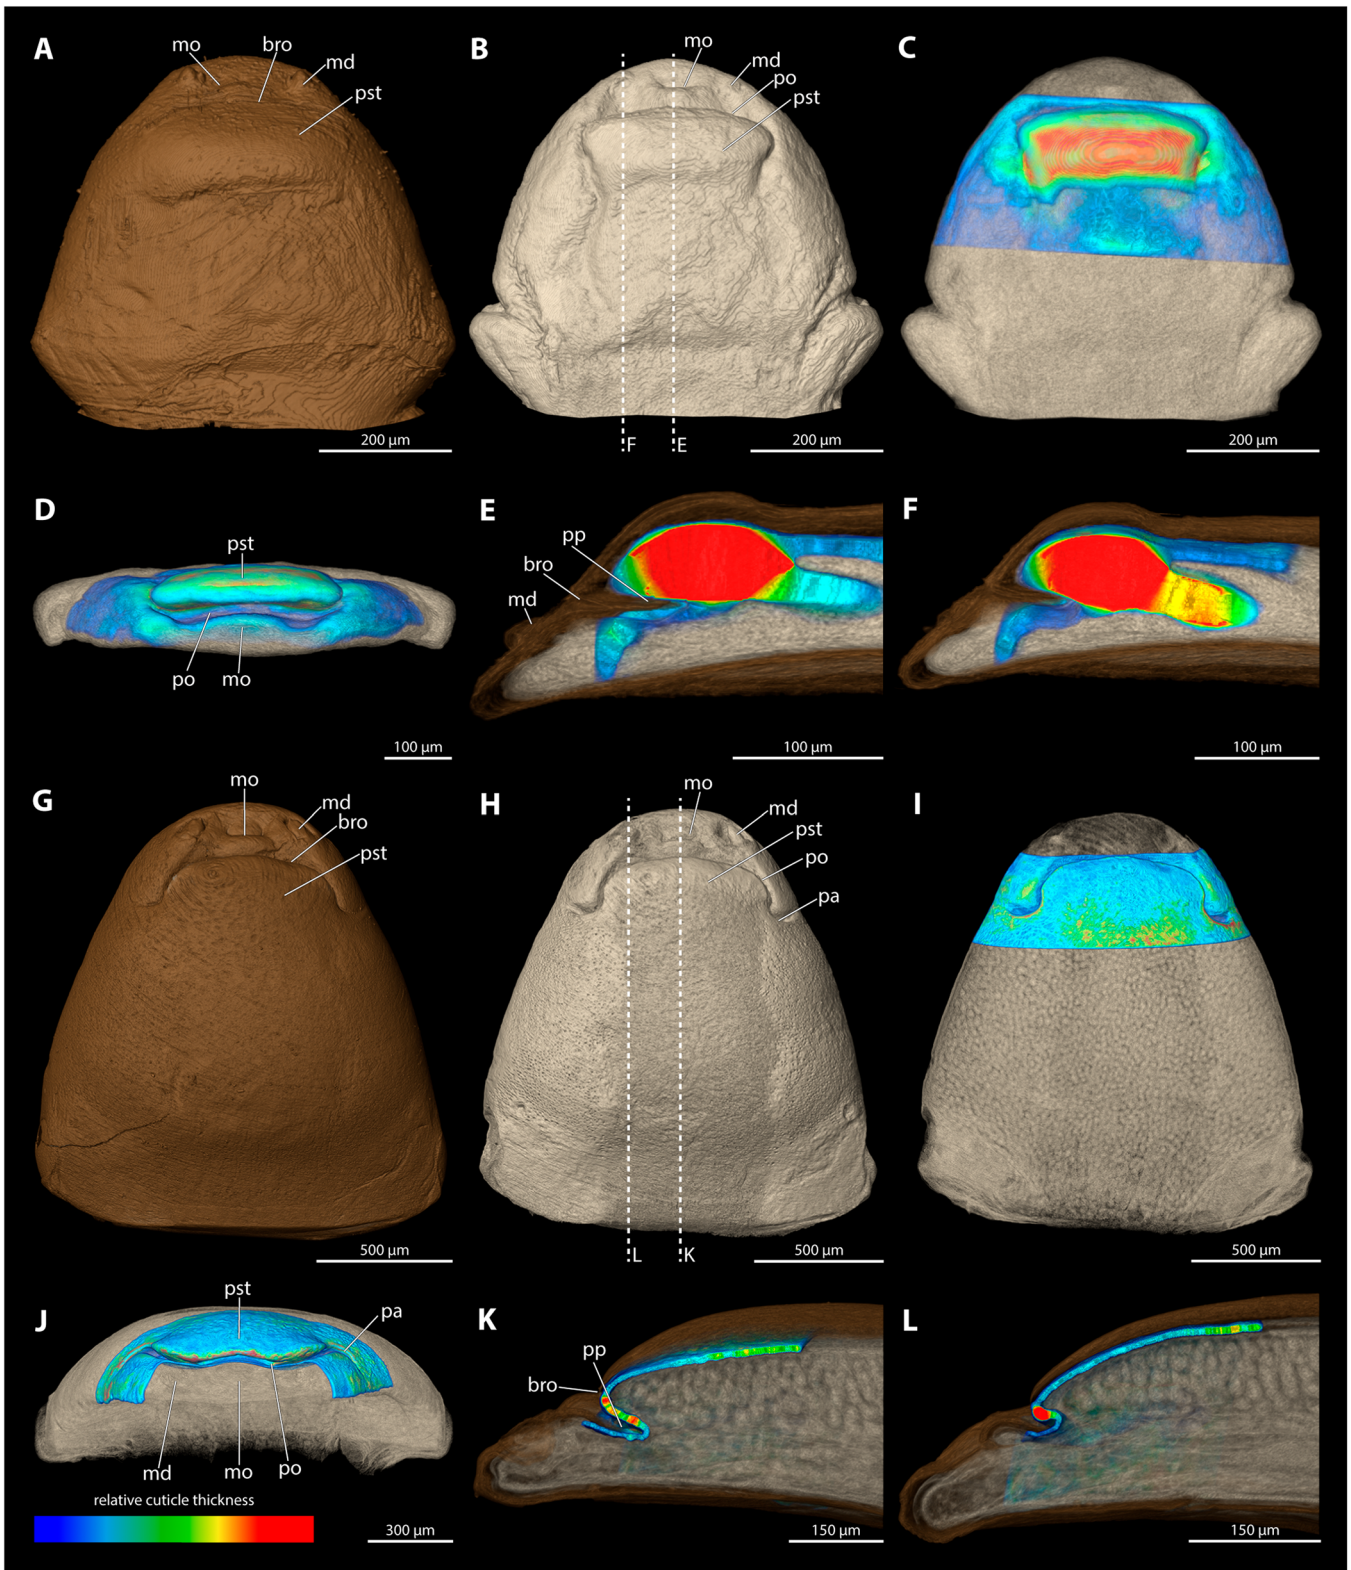 A
mo
bro
md
pst
200 µm
B
mo
md
po
pst
F
E
200 µm
C
200 µm
D
pst
po
mo
100 µm
E
pp
bro
md
100 µm
F
100 µm
G
mo
md
bro
pst
500 µm
H
mo
md
pst
po
pa
L
K
500 µm
I
500 µm
J
pst
pa
md
mo
po
relative cuticle thickness
300 µm
K
pp
bro
150 µm
L
150 µm